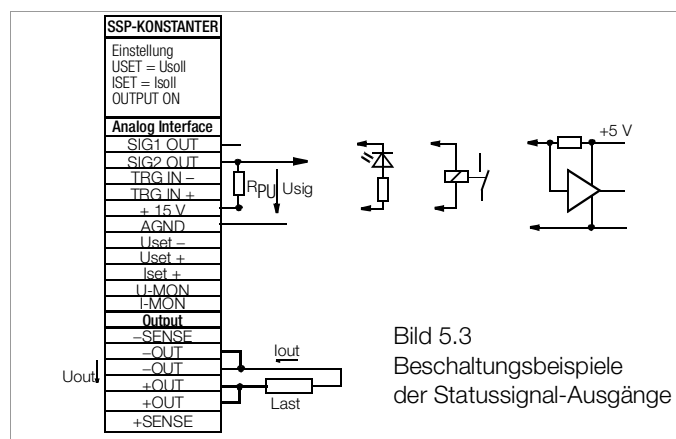 SSP-KONSTANTER
Einstellung
USET = Usoll
ISET = Isoll
OUTPUT ON
Analog Interface
SIG1 OUT
SIG2 OUT
TRG IN –
TRG IN +
+ 15 V
AGND
Uset –
Uset +
Iset +
U-MON
I-MON
Output
–SENSE
–OUT
–OUT
+OUT
+OUT
+SENSE
RPU
Usig
+5 V
Uout
Iout
Last
Bild 5.3
Beschaltungsbeispiele
der Statussignal-Ausgänge